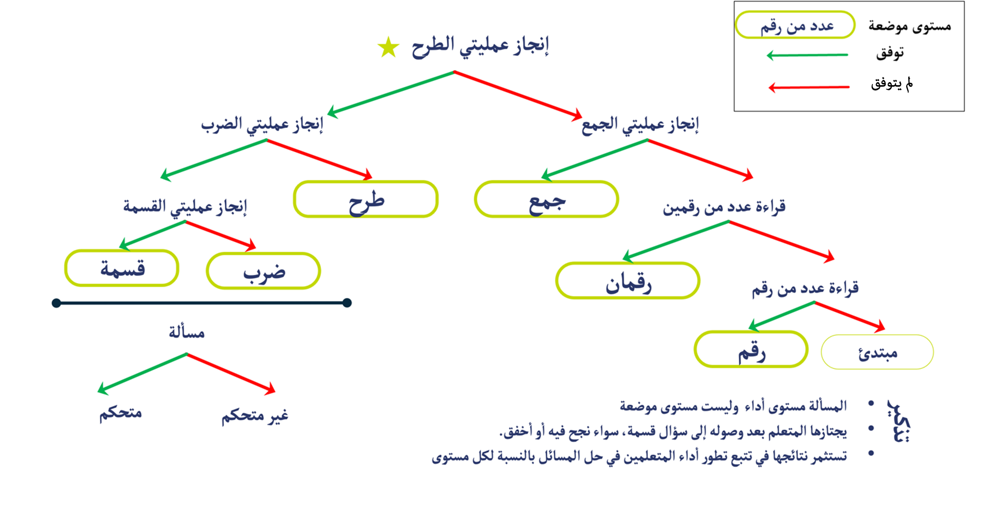 مستوى موضعة
عدد من رقم
توفق
لم يتوفق
إنجاز عمليتي الطرح
إنجاز عمليتي الجمع
إنجاز عمليتي الضرب
جمع
طرح
قراءة عدد من رقمين
إنجاز عمليتي القسمة
رقمان
ضرب
قسمة
قراءة عدد من رقم
مبتدئ
رقم
مسألة
غير متحكم
متحكم
تذكير
• المسألة مستوى أداء وليست مستوى موضعة
• يجتازها المتعلم بعد وصوله إلى سؤال قسمة، سواء نجح فيه أو أخفق.
• تستثمر نتائجها في تتبع تطور أداء المتعلمين في حل المسائل بالنسبة لكل مستوى